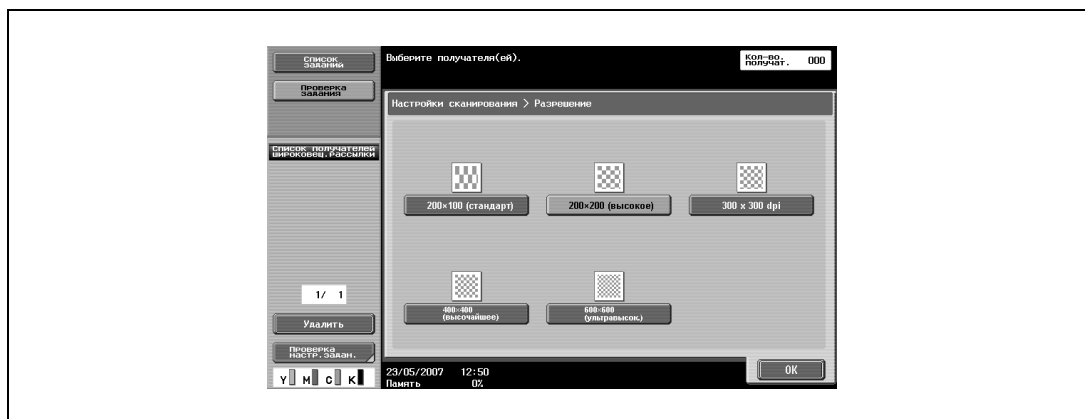 Список
заданий
Выберите получателя(ей).
Кол-во.
получат.
000
Проверка
задания
Настройки сканирования > Разрешение
Список получателей
широковещ.рассылки
200×100 (стандарт)
200×200 (высокое)
300 x 300 dpi
400×400
(высочайшее)
600×600
(ультравысок.)
1/ 1
Удалить
Проверка
настр.задан.
Y M C K
23/05/2007 12:50
Память 0%
OK